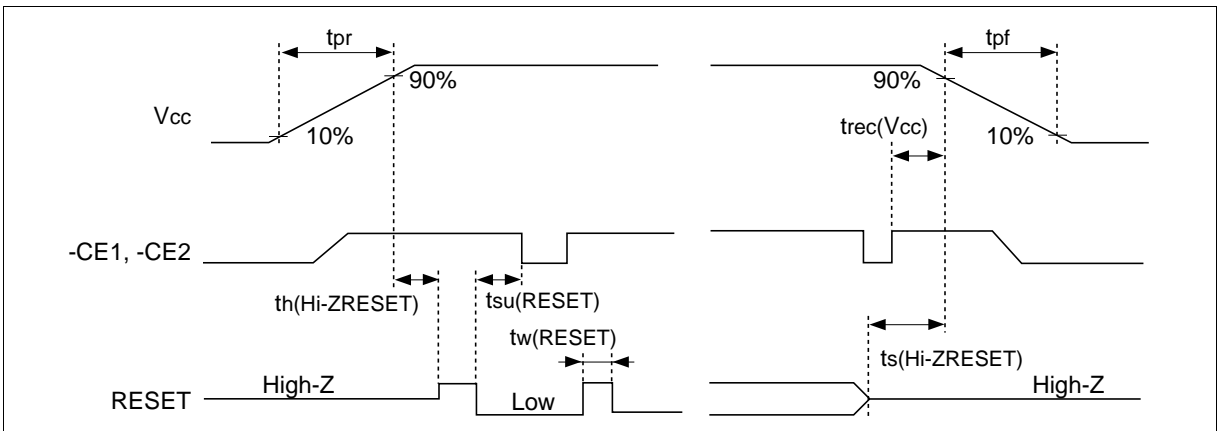 tpr
tpf
90%
90%
Vcc
trec(Vcc)
10%
10%
-CE1, -CE2
th(Hi-ZRESET)
tsu(RESET)
tw(RESET)
ts(Hi-ZRESET)
High-Z
High-Z
RESET
Low